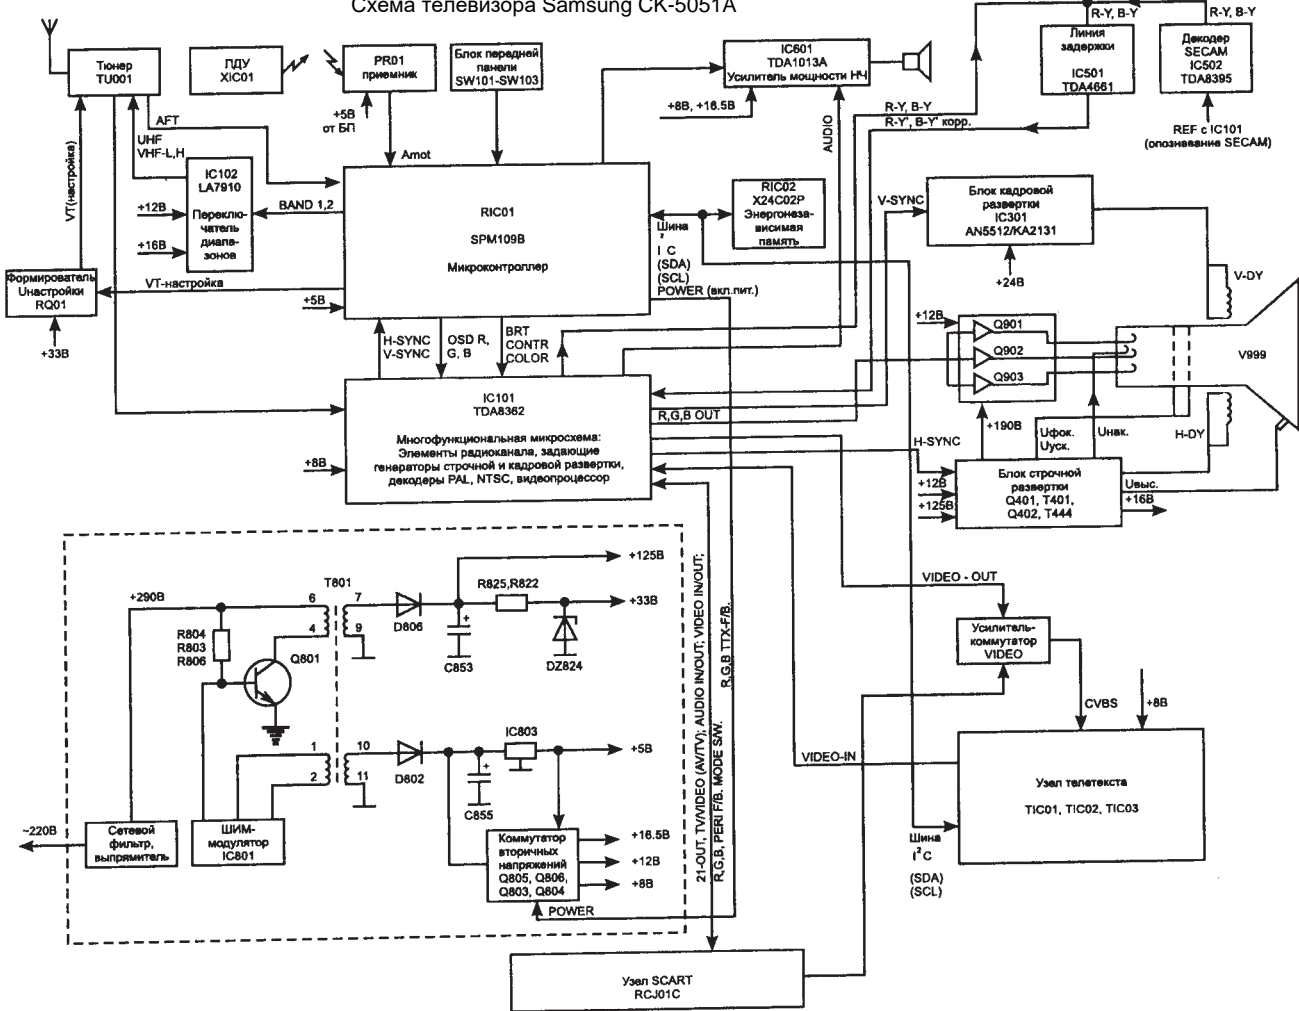 Схема телевизора Samsung CK-5051A
Тюнер
TU001
ПДУ
XIC01
PR01
приемник
Блок передней
панели
SW101-SW103
IC601
TDA1013A
Усилитель мощности НЧ
R-Y, B-Y
R-Y, B-Y
Линия
задержки
IC501
TDA4661
Декодер
SECAM
IC502
TDA8395
+5В
от БП
+8В, +16.5В
AUDIO
R-Y, B-Y
R-Y', B-Y' корр.
REF с IC101
(опознавание SECAM)
VT(настройка)
AFT
UHF
VHF-L,H
Amot
IC102
LA7910
Переклю-
чатель
диапа-
зонов
+12В
+16В
BAND 1,2
RIC01
SPM109B
Микроконтроллер
Шина
I²C
(SDA)
(SCL)
POWER (вкл.пит.)
RIC02
X24C02P
Энергонеза-
висимая
память
V-SYNC
Блок кадровой
развертки
IC301
AN5512/KA2131
+24В
V-DY
Формирователь
Uнастройки
RQ01
VT-настройка
+33В
+5В
H-SYNC
V-SYNC
OSD R,
G, B
BRT
CONTR
COLOR
+12В
Q901
Q902
Q903
V999
IC101
TDA8362
Многофункциональная микросхема:
Элементы радиоканала, задающие
генераторы строчной и кадровой развертки,
декодеры PAL, NTSC, видеопроцессор
+8В
R,G,B OUT
+190В
Uфок.
Uуск.
Uнак.
H-DY
H-SYNC
+12В
+125В
Блок строчной
развертки
Q401, T401,
Q402, T444
Uвыс.
+16В
+290В
T801
6
7
4
9
R804
R803
R806
Q801
D806
C853
R825,R822
DZ824
+125В
+33В
1
10
2
11
D802
C855
IC803
+5В
~220В
Сетевой
фильтр,
выпрямитель
ШИМ-
модулятор
IC801
Коммутатор
вторичных
напряжений
Q805, Q806,
Q803, Q804
+16.5В
+12В
+8В
POWER
21-OUT, TV/VIDEO (AV/TV); AUDIO IN/OUT; VIDEO IN/OUT;
R,G,B, PERI F/B. MODE S/W.
R,G,B TTX-F/B.
VIDEO - OUT
Усилитель-
коммутатор
VIDEO
CVBS
+8В
VIDEO-IN
Узел телетекста
TIC01, TIC02, TIC03
Шина
I²C
(SDA)
(SCL)
Узел SCART
RCJ01C